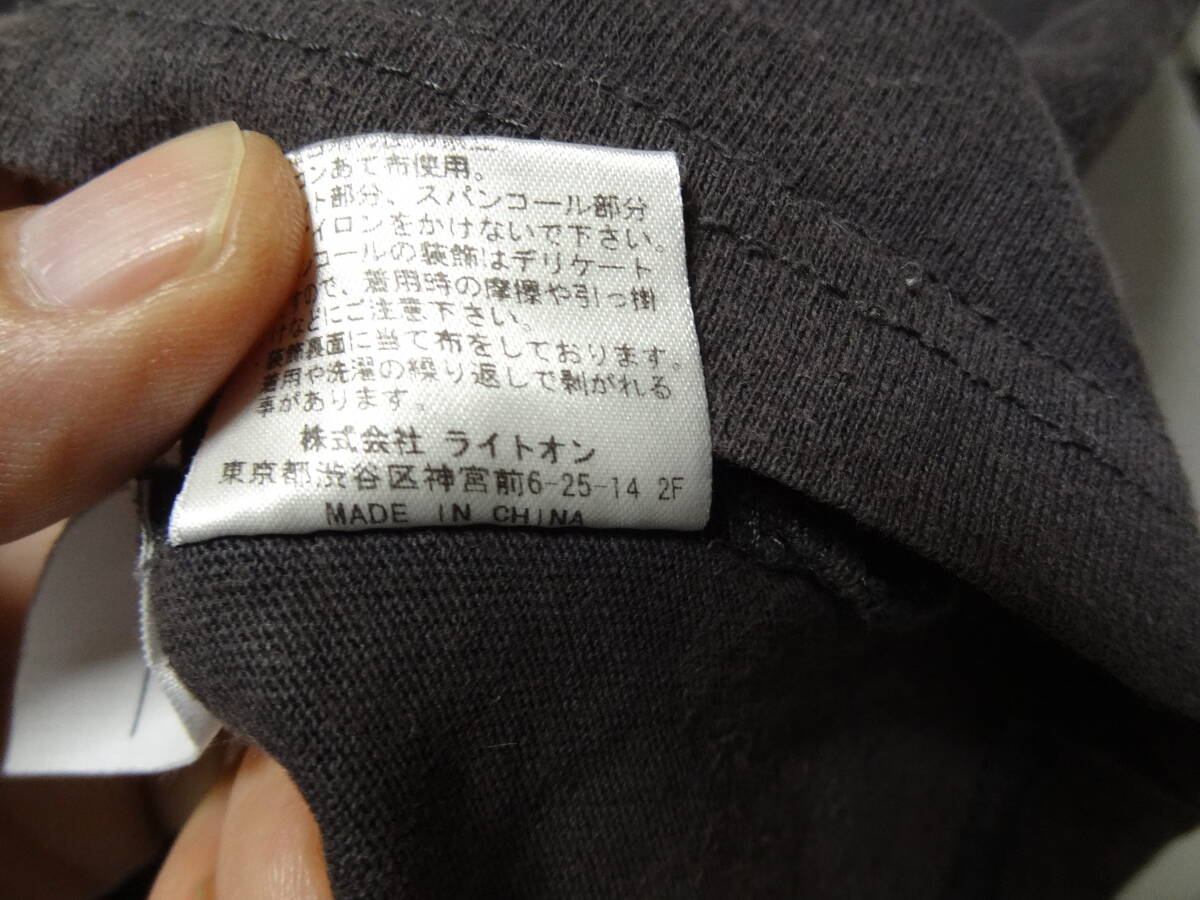 ンあて布使用。
ト部分、スパンコール部分
イロンをかけないで下さい。
コールの装飾はデリケート
すので、着用時の摩擦や引っ掛
けなどにご注意下さい。
装飾裏面に当て布をしております。
着用や洗濯の繰り返しで剥がれる
事があります。
株式会社 ライトオン
東京都渋谷区神宮前6-25-14 2F
MADE IN CHINA